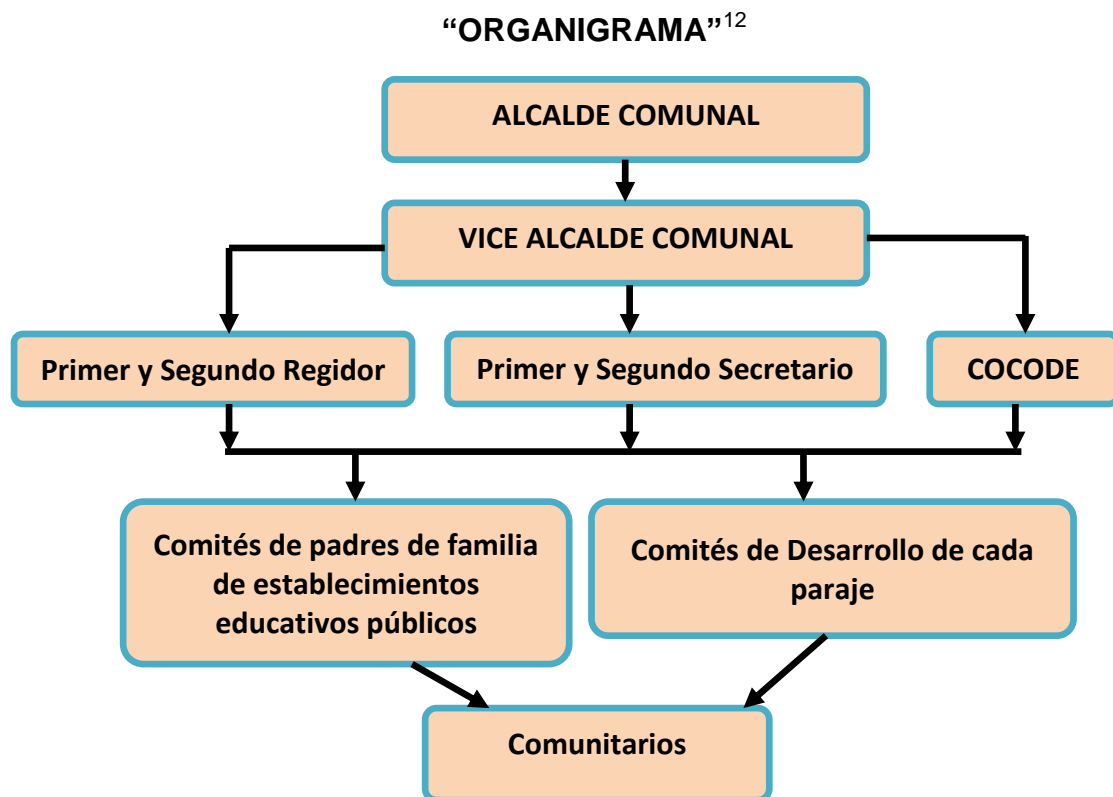 “ORGANIGRAMA”12
ALCALDE COMUNAL
VICE ALCALDE COMUNAL
Primer y Segundo Regidor
Primer y Segundo Secretario
COCODE
Comités de padres de familia
de establecimientos
educativos públicos
Comités de Desarrollo de cada
paraje
Comunitarios